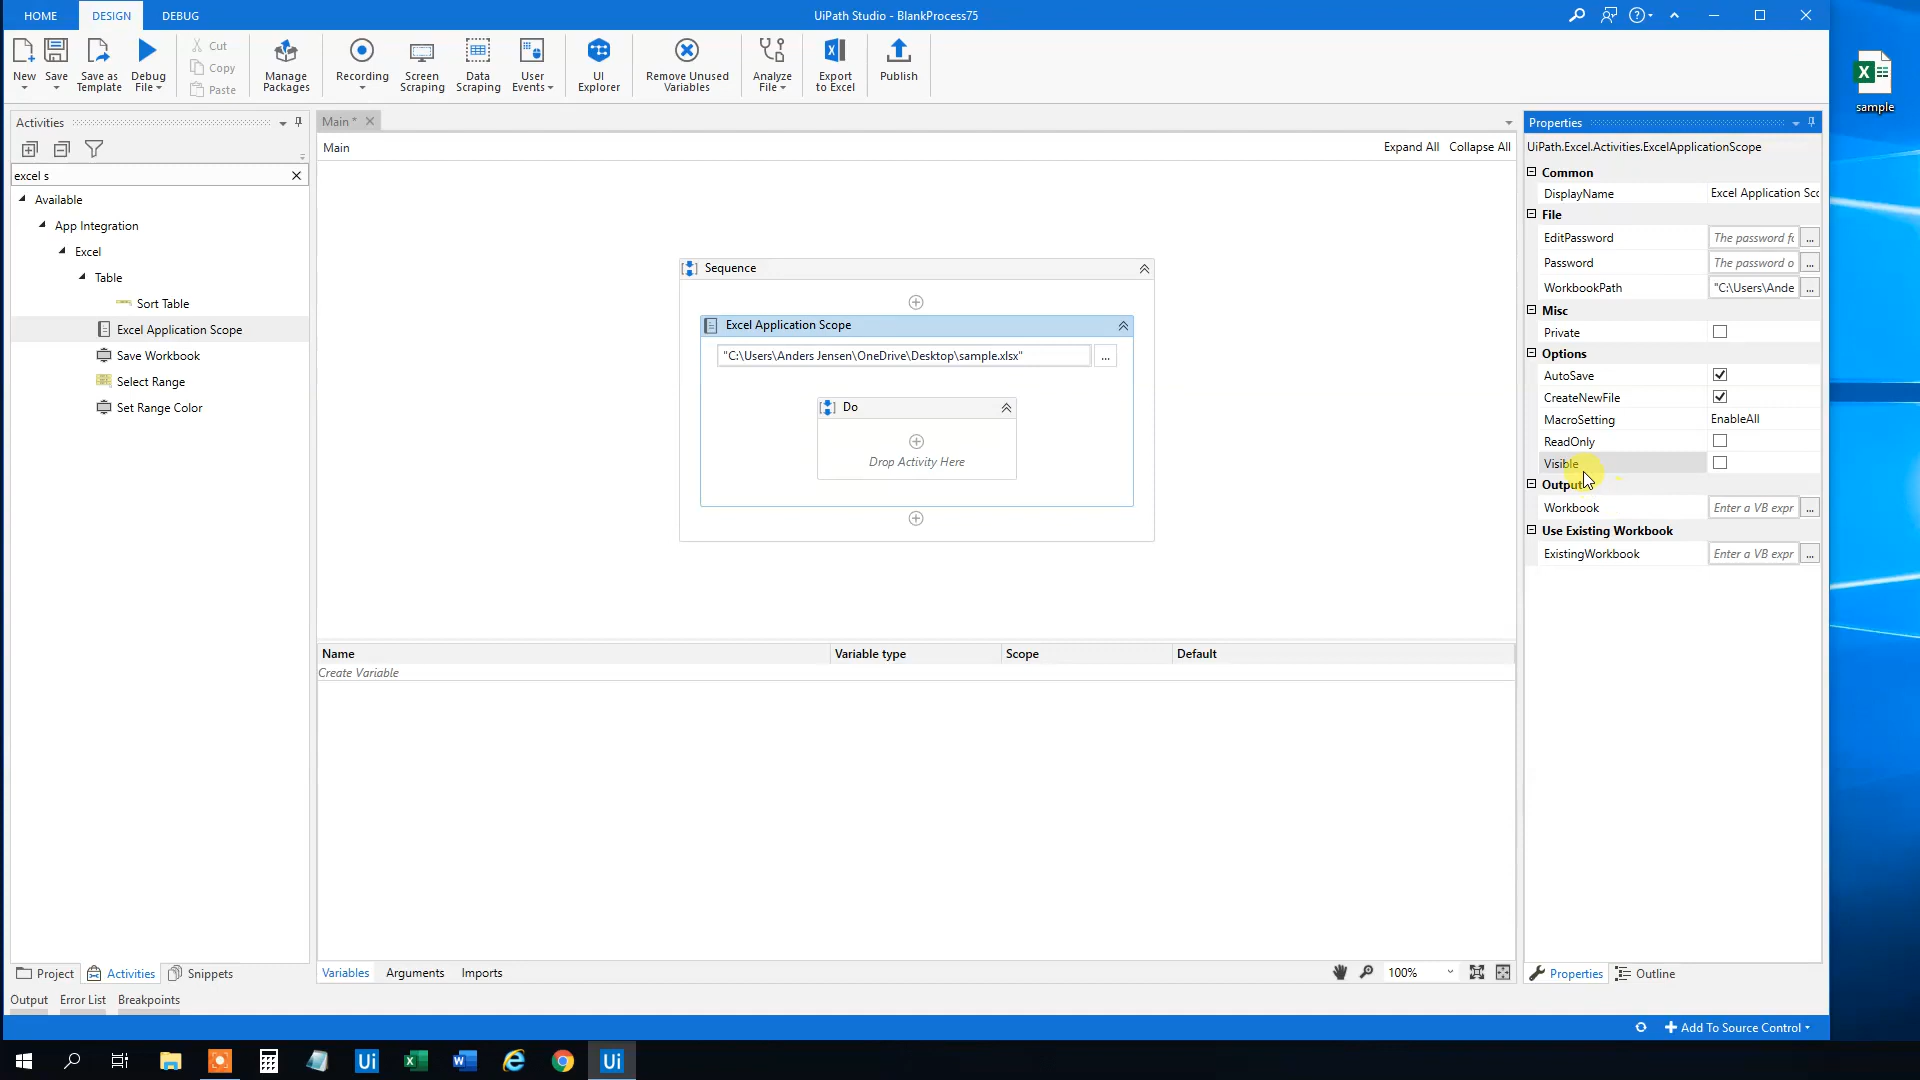 HOME DESIGN DEBUG UiPath Studio - BlankProcess75
New Save Save as Template Debug File Cut Copy Paste Manage Packages Recording Screen Scraping Data Scraping User Events UI Explorer Remove Unused Variables Analyze File Export to Excel Publish
sample
Activities
excel s
Available
App Integration
Excel
Table
Sort Table
Excel Application Scope
Save Workbook
Select Range
Set Range Color
Main *
Main Expand All Collapse All
Sequence
Excel Application Scope
"C:\Users\Anders Jensen\OneDrive\Desktop\sample.xlsx" ...
Do
Drop Activity Here
Name Variable type Scope Default
Create Variable
Variables Arguments Imports 100%
Properties
UiPath.Excel.Activities.ExcelApplicationScope
Common
DisplayName Excel Application Sco
File
EditPassword The password fo ...
Password The password o ...
WorkbookPath "C:\Users\Ande ...
Misc
Private
Options
AutoSave
CreateNewFile
MacroSetting EnableAll
ReadOnly
Visible
Output
Workbook Enter a VB expr ...
Use Existing Workbook
ExistingWorkbook Enter a VB expr ...
Properties Outline
Project Activities Snippets
Output Error List Breakpoints
Add To Source Control
Ui Ui